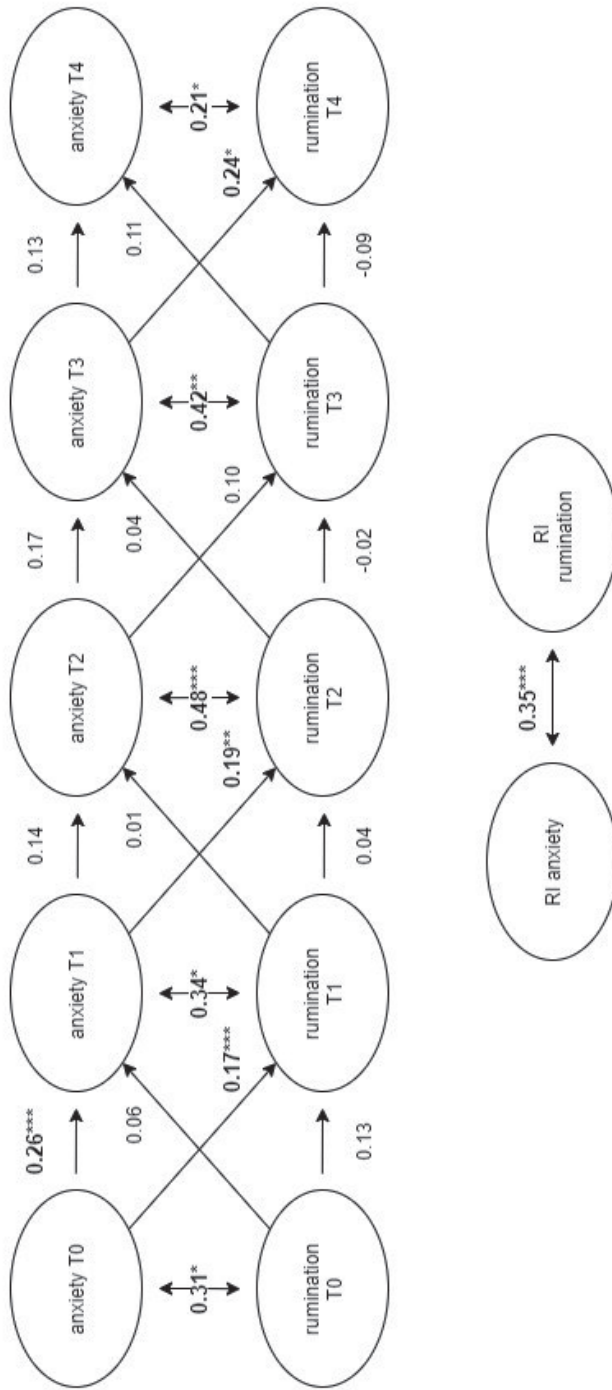 anxiety T0
0.26***
anxiety T1
0.14
anxiety T2
0.17
anxiety T3
0.13
anxiety T4
0.31*
0.06
0.17***
0.34*
0.01
0.19**
0.48***
0.04
0.10
0.42**
0.11
0.24*
0.21*
rumination
T0
0.13
rumination
T1
0.04
rumination
T2
-0.02
rumination
T3
-0.09
rumination
T4
RI anxiety
0.35***
RI
rumination